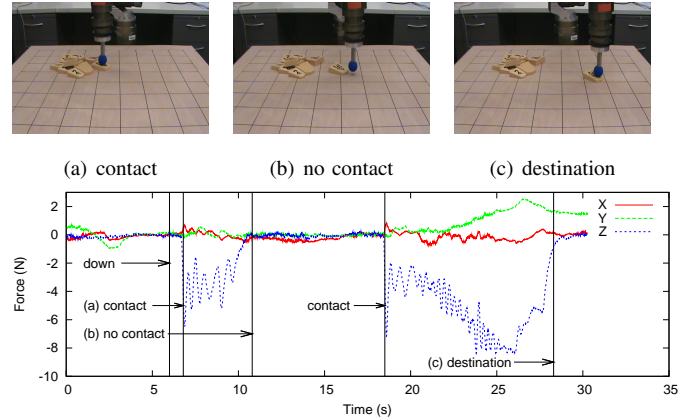 (a) contact
(b) no contact
(c) destination
Force (N)
2
0
-2
-4
-6
-8
-10
X
Y
Z
down
(a) contact
(b) no contact
contact
(c) destination
0
5
10
15
20
25
30
35
Time (s)